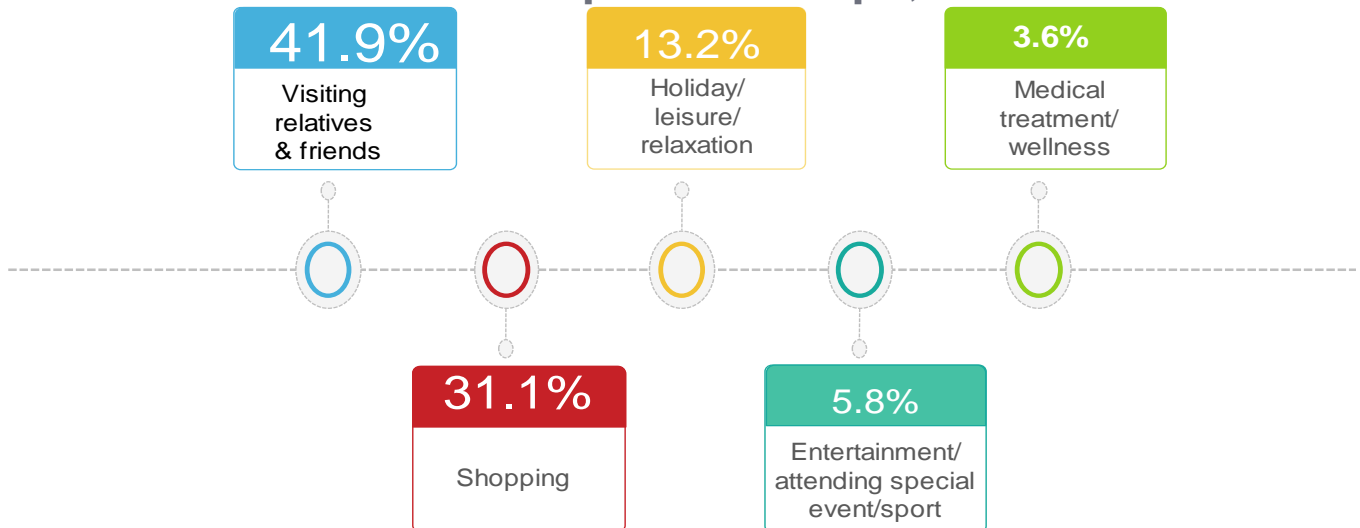 41.9%
Visiting
relatives
& friends
13.2%
Holiday/
leisure/
relaxation
3.6%
Medical
treatment/
wellness
31.1%
Shopping
5.8%
Entertainment/
attending special
event/sport